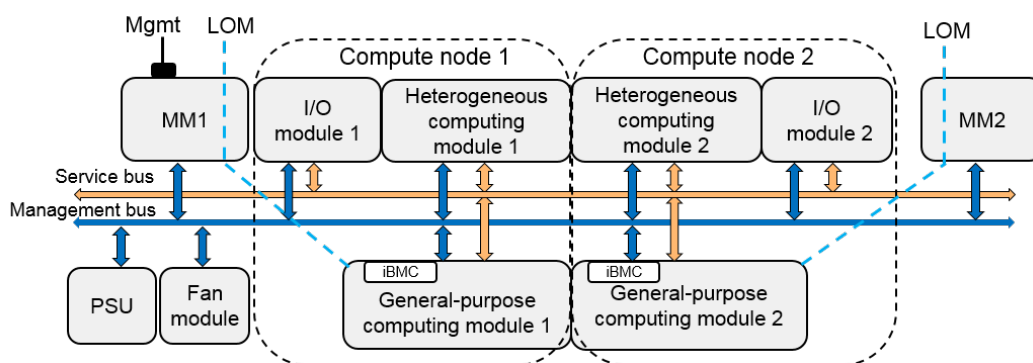 Mgmt
LOM
LOM
Compute node 1
Compute node 2
MM1
I/O
module 1
Heterogeneous
computing
module 1
Heterogeneous
computing
module 2
I/O
module 2
MM2
Service bus
Management bus
PSU
Fan
module
iBMC
General-purpose
computing module 1
iBMC
General-purpose
computing module 2